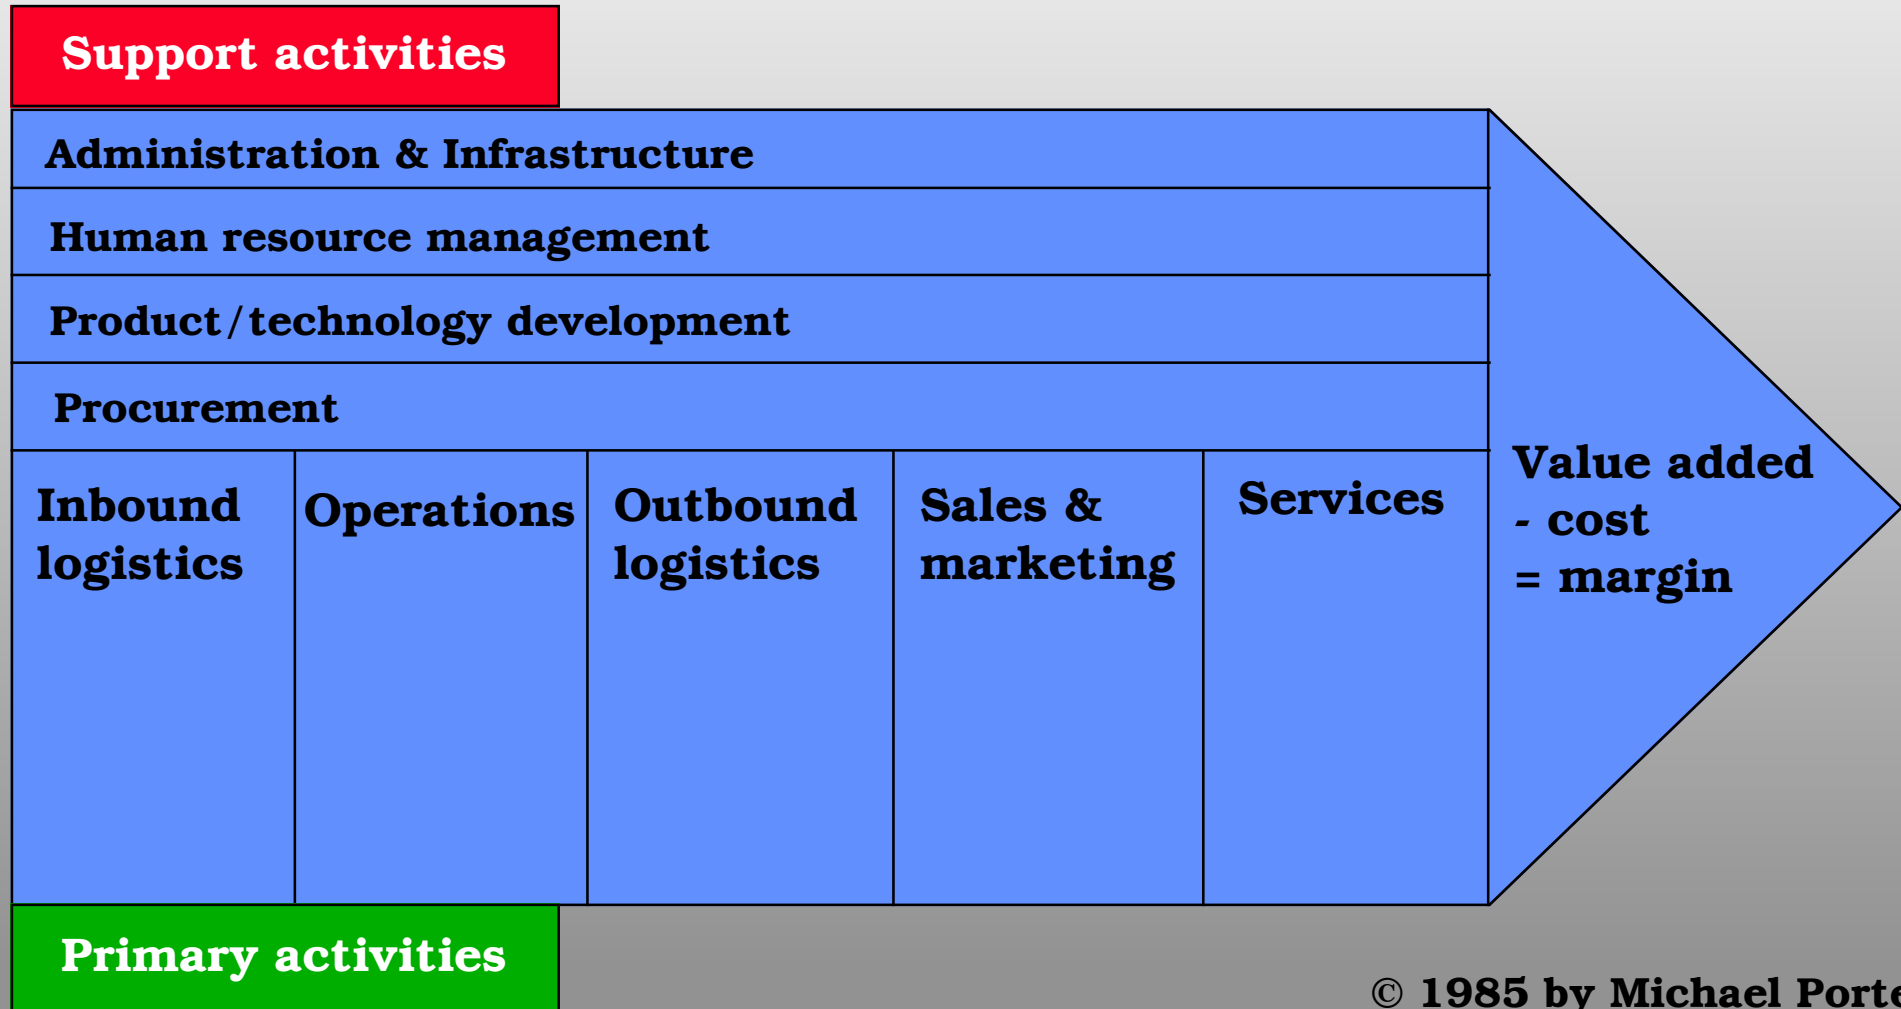 Support activities
Administration & Infrastructure
Human resource management
Product/technology development
Procurement
Inbound
logistics
Operations
Outbound
logistics
Sales &
marketing
Services
Value added
- cost
= margin
Primary activities
© 1985 by Michael Porte